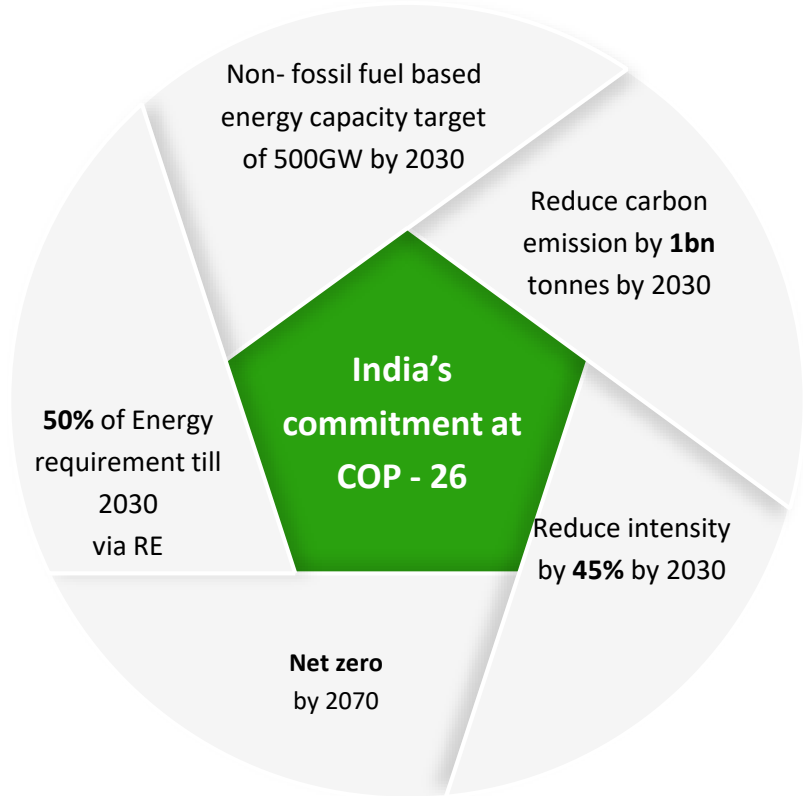 Non- fossil fuel based
energy capacity target
of 500GW by 2030
Reduce carbon
emission by 1bn
tonnes by 2030
Reduce intensity
by 45% by 2030
Net zero
by 2070
50% of Energy
requirement till
2030
via RE
India’s
commitment at
COP - 26